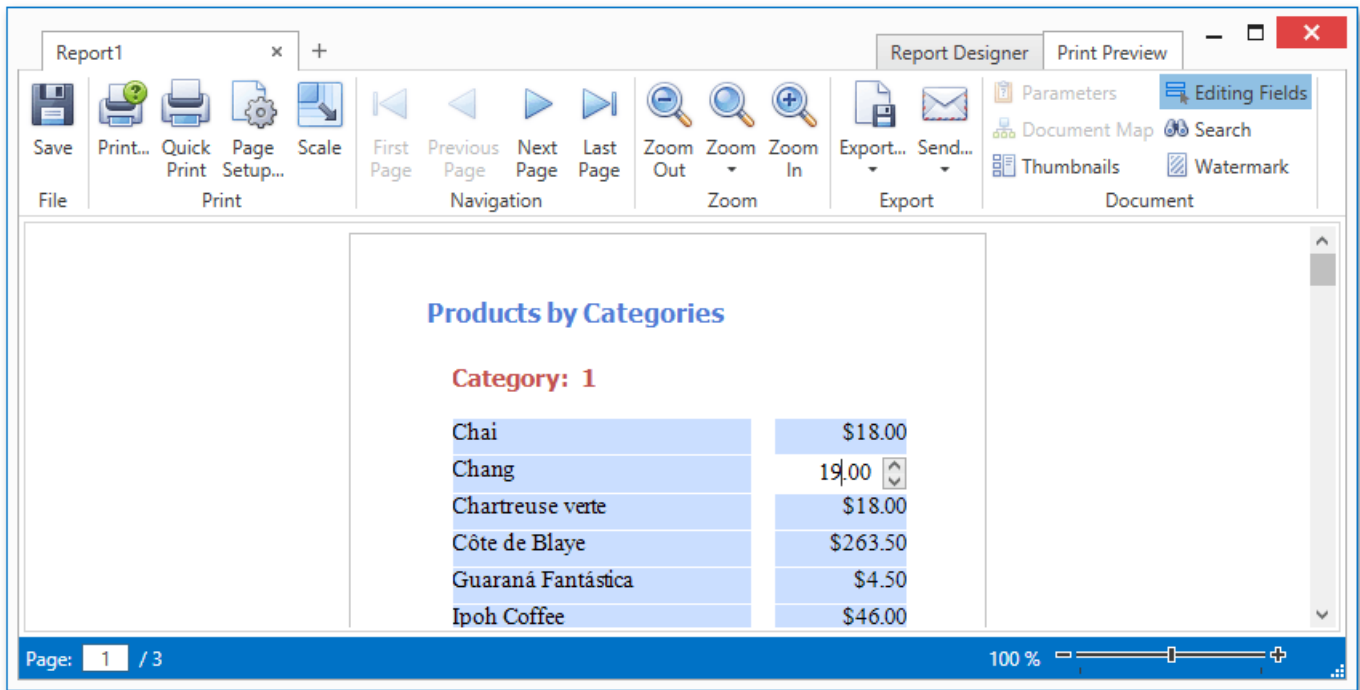 Report1 × +
Report Designer Print Preview
Save
Print... Quick Print Page Setup... Scale
First Page Previous Page Next Page Last Page
Zoom Out Zoom Zoom In
Export... Send...
Parameters Editing Fields
Document Map Search
Thumbnails Watermark
File Print Navigation Zoom Export Document
Products by Categories
Category: 1
Chai $18.00
Chang 19.00
Chartreuse verte $18.00
Côte de Blaye $263.50
Guaraná Fantástica $4.50
Ipoh Coffee $46.00
Page: 1 / 3 100 %